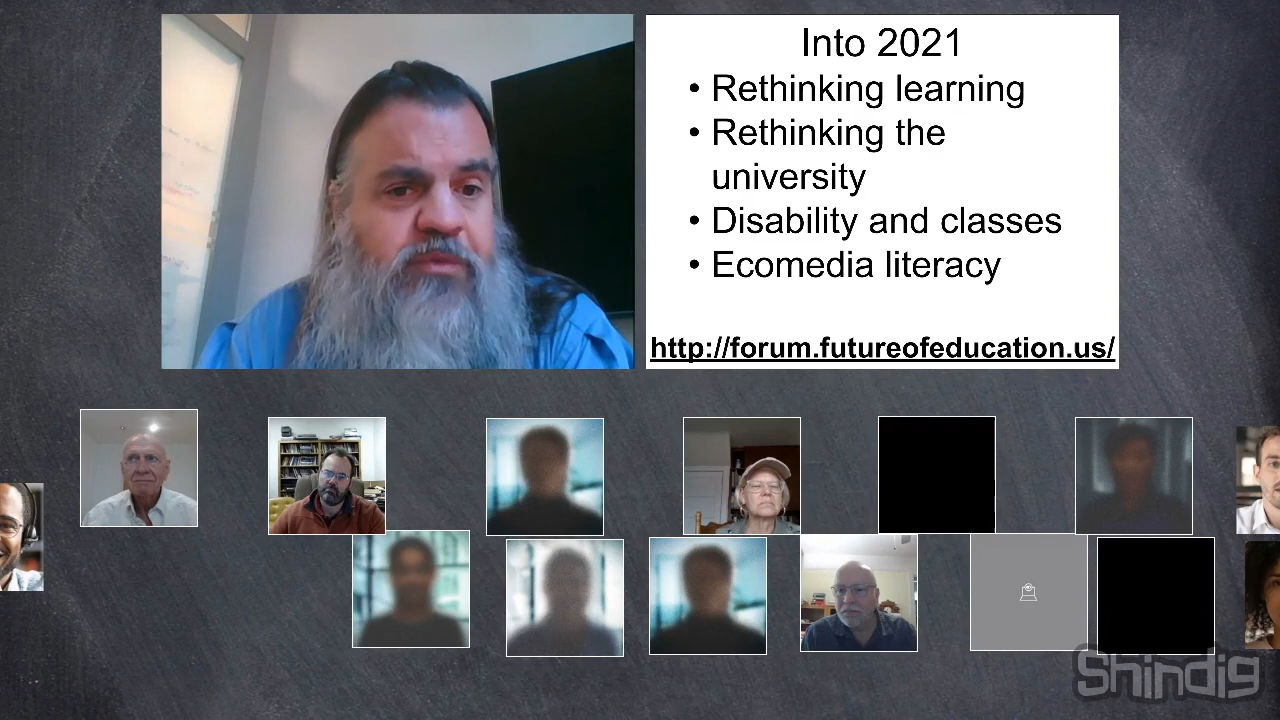 Into 2021
• Rethinking learning
• Rethinking the
university
• Disability and classes
• Ecomedia literacy
http://forum.futureofeducation.us/
Shindig